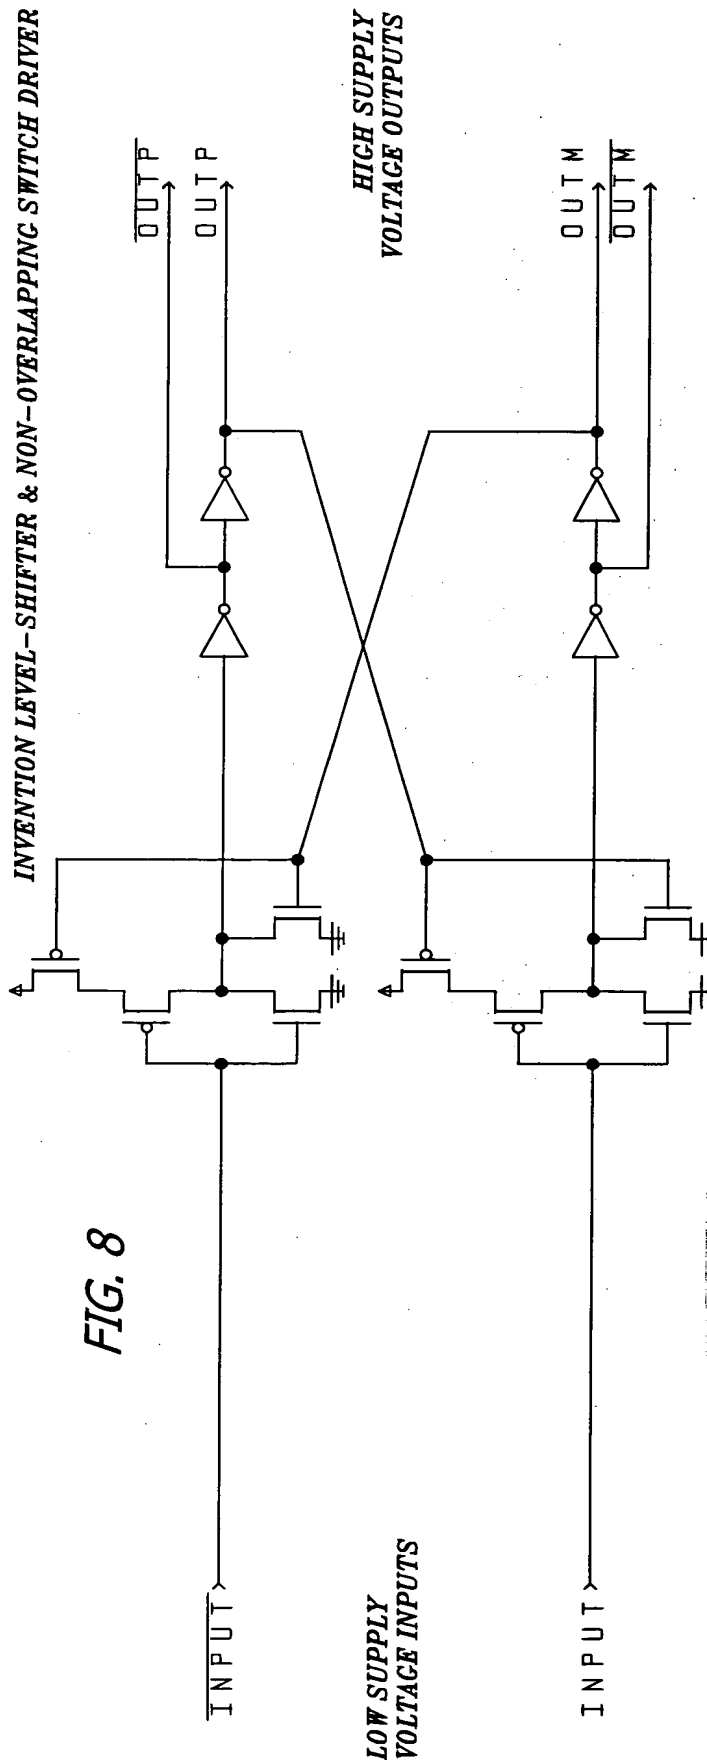 INVENTION LEVEL-SHIFTER & NON-OVERLAPPING SWITCH DRIVER
OUTP
OUTP
HIGH SUPPLY
VOLTAGE OUTPUTS
OUTM
OUTM
FIG. 8
INPUT
LOW SUPPLY
VOLTAGE INPUTS
INPUT